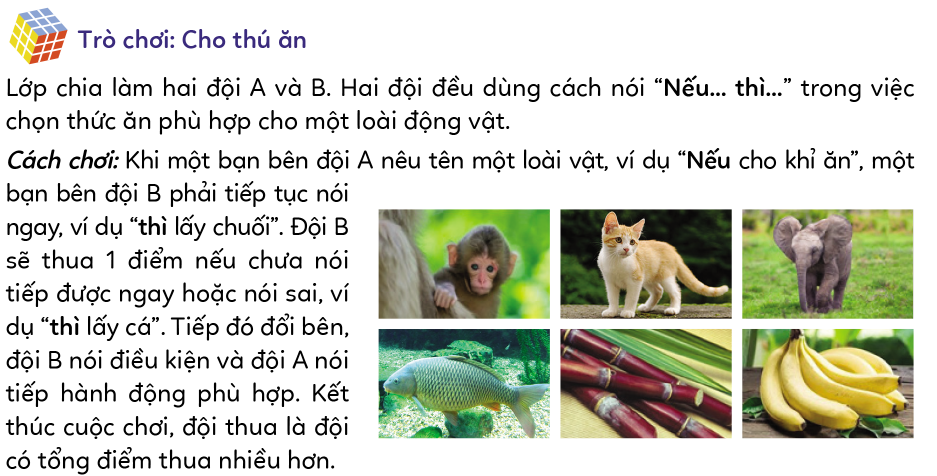 Trò chơi: Cho thú ăn
Lớp chia làm hai đội A và B. Hai đội đều dùng cách nói “Nếu... thì...” trong việc
chọn thức ăn phù hợp cho một loài động vật.
Cách chơi: Khi một bạn bên đội A nêu tên một loài vật, ví dụ “Nếu cho khỉ ăn”, một
bạn bên đội B phải tiếp tục nói
ngay, ví dụ “thì lấy chuối”. Đội B
sẽ thua 1 điểm nếu chưa nói
tiếp được ngay hoặc nói sai, ví
dụ “thì lấy cá”. Tiếp đó đổi bên,
đội B nói điều kiện và đội A nói
tiếp hành động phù hợp. Kết
thúc cuộc chơi, đội thua là đội
có tổng điểm thua nhiều hơn.